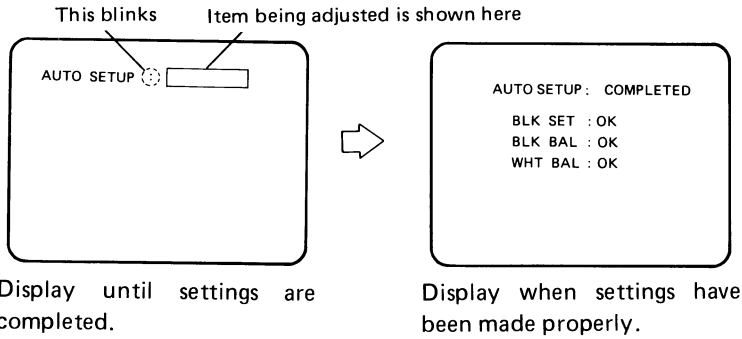 This blinks
Item being adjusted is shown here
AUTO SETUP :
AUTO SETUP : COMPLETED
BLK SET : OK
BLK BAL : OK
WHT BAL : OK
Display until settings are
completed.
Display when settings have
been made properly.